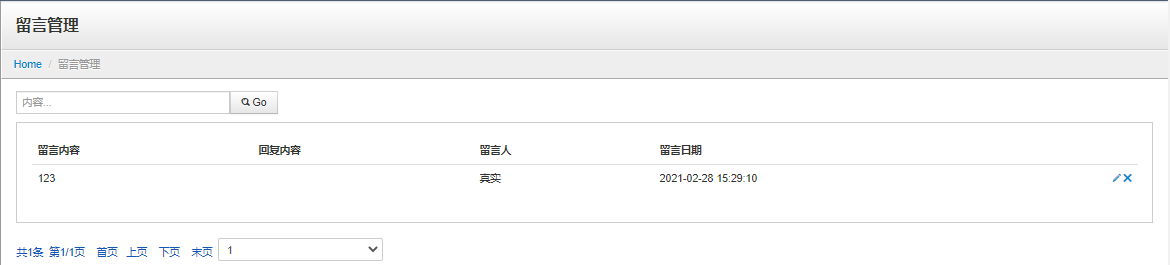 留言管理
Home / 留言管理
内容... Go
留言内容 回复内容 留言人 留言日期
123 真实 2021-02-28 15:29:10
共1条 第1/1页 首页 上页 下页 末页 1